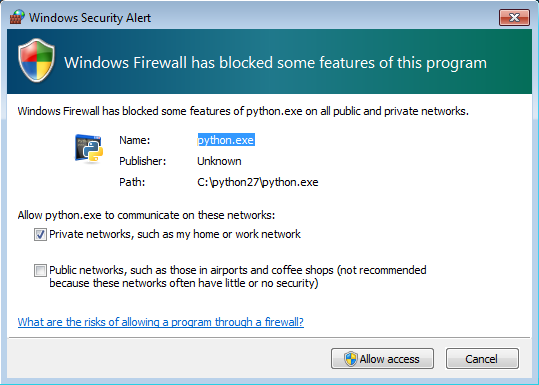 Windows Security Alert
Windows Firewall has blocked some features of this program
Windows Firewall has blocked some features of python.exe on all public and private networks.
Name: python.exe
Publisher: Unknown
Path: C:\python27\python.exe
Allow python.exe to communicate on these networks:
Private networks, such as my home or work network
Public networks, such as those in airports and coffee shops (not recommended
because these networks often have little or no security)
What are the risks of allowing a program through a firewall?
Allow access Cancel